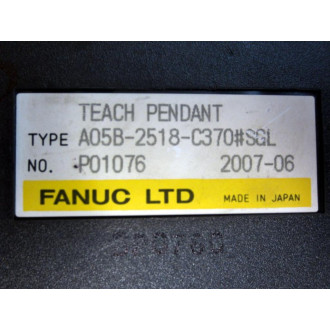 TEACH PENDANT
TYPE A05B-2518-C370#SGL
NO. P01076 2007-06
FANUC LTD MADE IN JAPAN